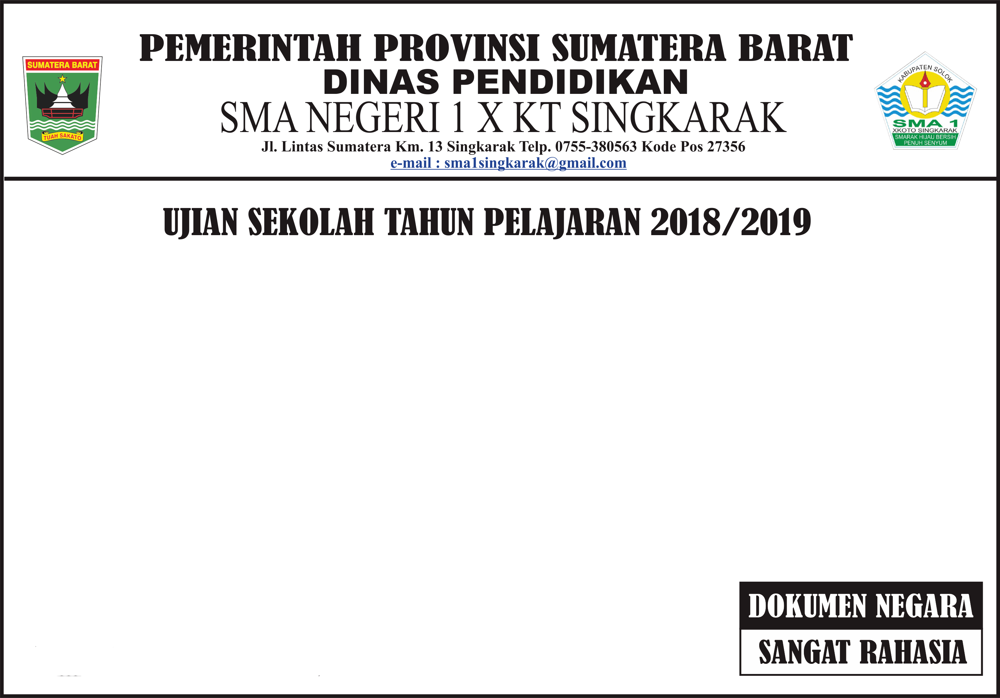 PEMERINTAH PROVINSI SUMATERA BARAT
DINAS PENDIDIKAN
SMA NEGERI 1 X KT SINGKARAK
Jl. Lintas Sumatera Km. 13 Singkarak Telp. 0755-380563 Kode Pos 27356
e-mail : sma1singkarak@gmail.com
SUMATERA BARAT
TUAH SAKATO
KABUPATEN SOLOK
SMA 1
XKOTO SINGKARAK
SMARAK HIJAU BERSIH
PENUH SENYUM
UJIAN SEKOLAH TAHUN PELAJARAN 2018/2019
DOKUMEN NEGARA
SANGAT RAHASIA